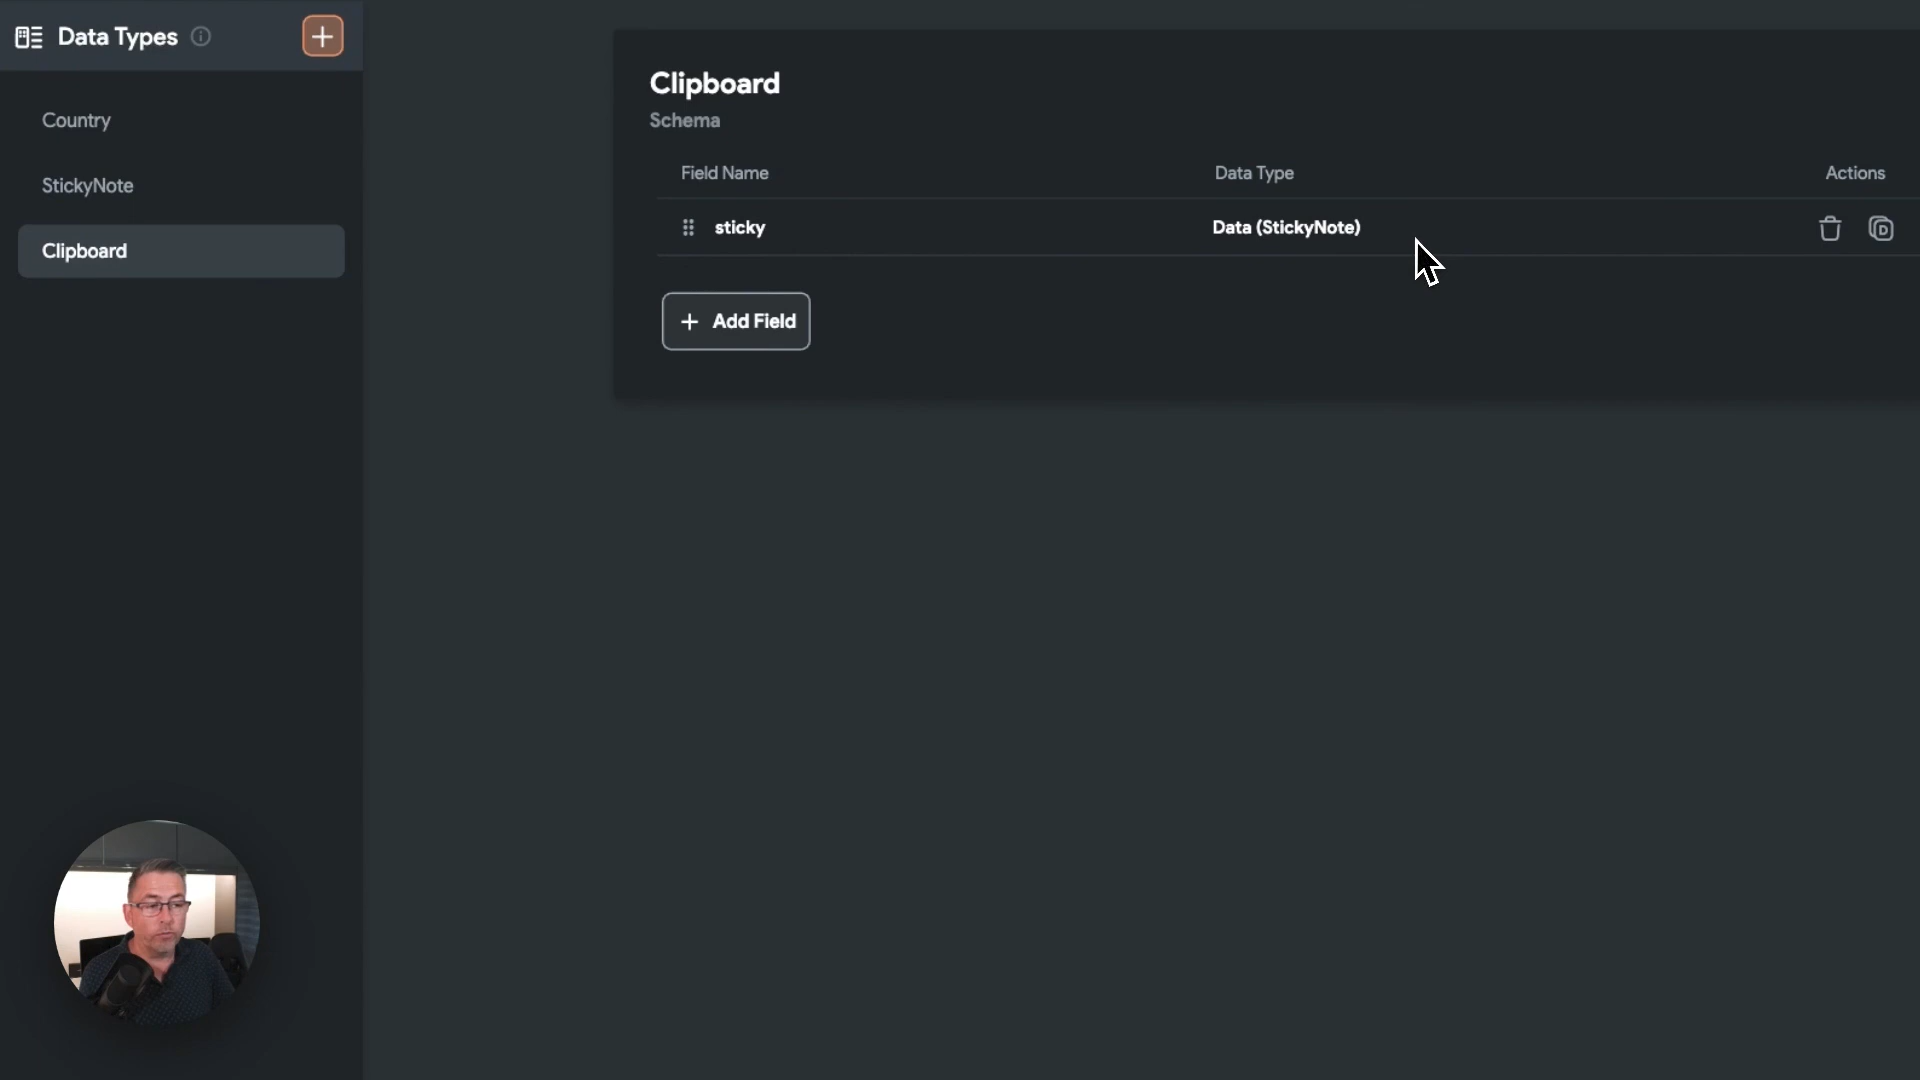 Data Types
Country
StickyNote
Clipboard
Clipboard
Schema
Field Name Data Type Actions
sticky Data (StickyNote)
+ Add Field